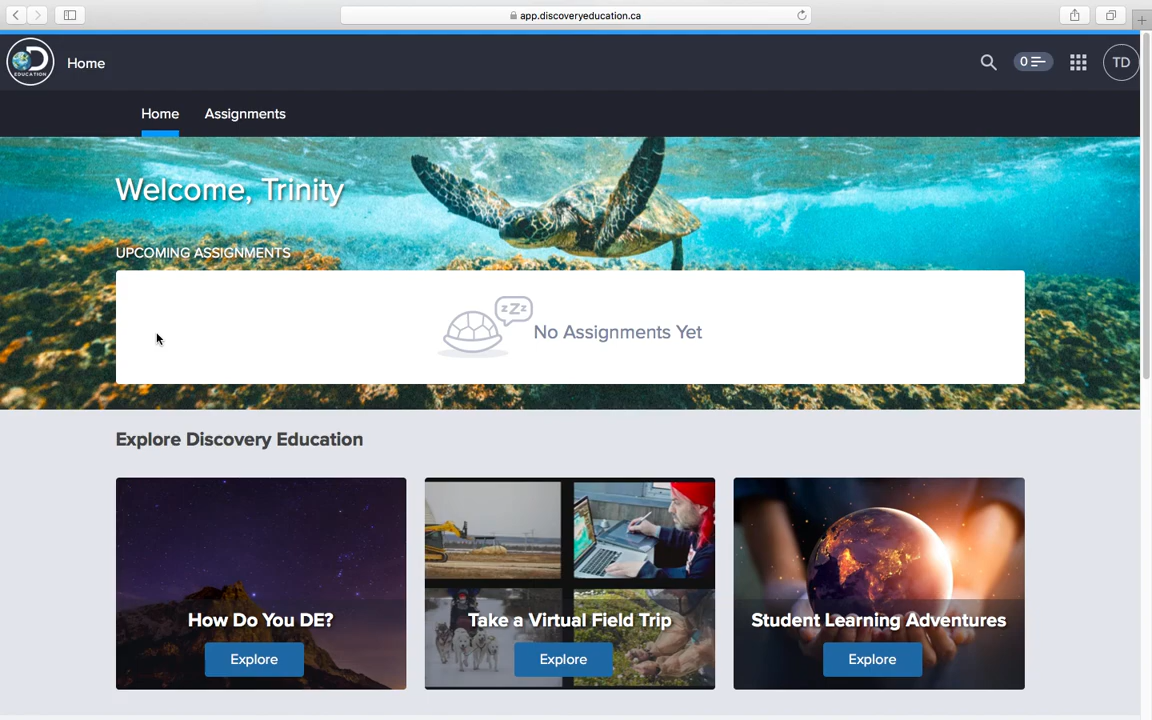 app.discoveryeducation.ca
EDUCATION
Home
0
TD
Home Assignments
Welcome, Trinity
UPCOMING ASSIGNMENTS
zZz
No Assignments Yet
Explore Discovery Education
How Do You DE?
Explore
Take a Virtual Field Trip
Explore
Student Learning Adventures
Explore